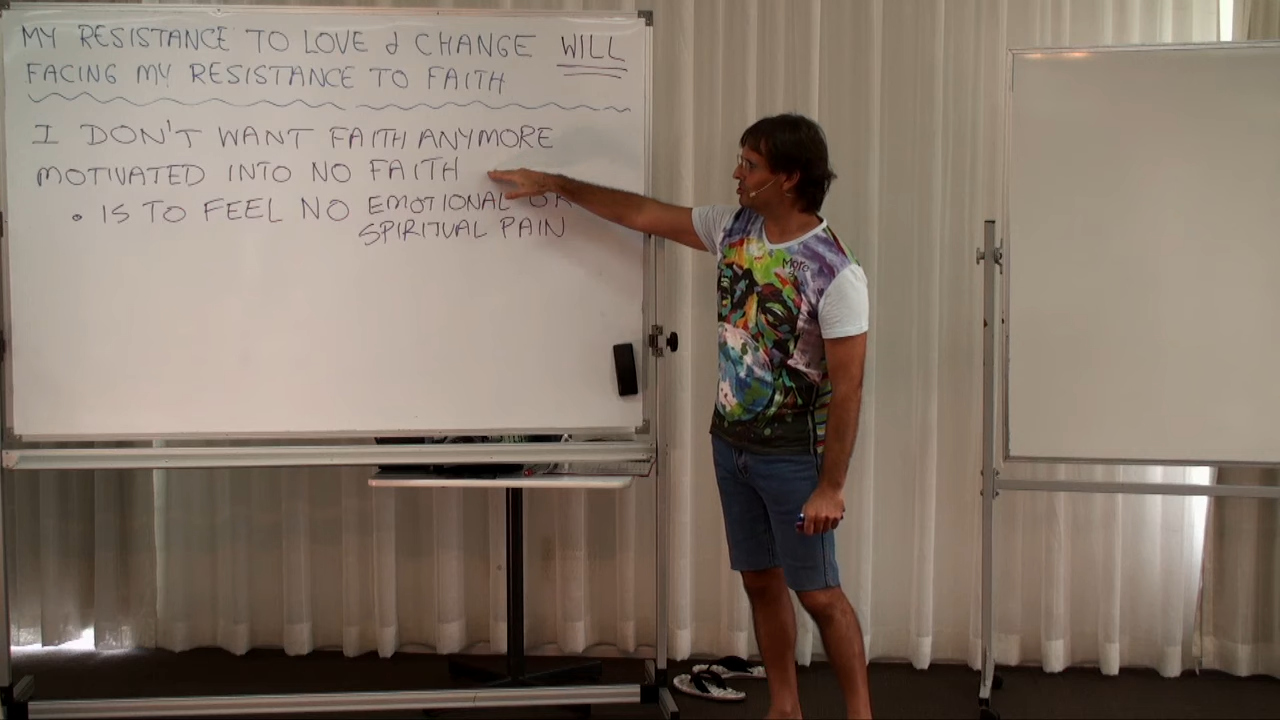 MY RESISTANCE TO LOVE & CHANGE WILL
FACING MY RESISTANCE TO FAITH
I DON'T WANT FAITH ANYMORE
MOTIVATED INTO NO FAITH
• IS TO FEEL NO EMOTIONAL OR
SPIRITUAL PAIN